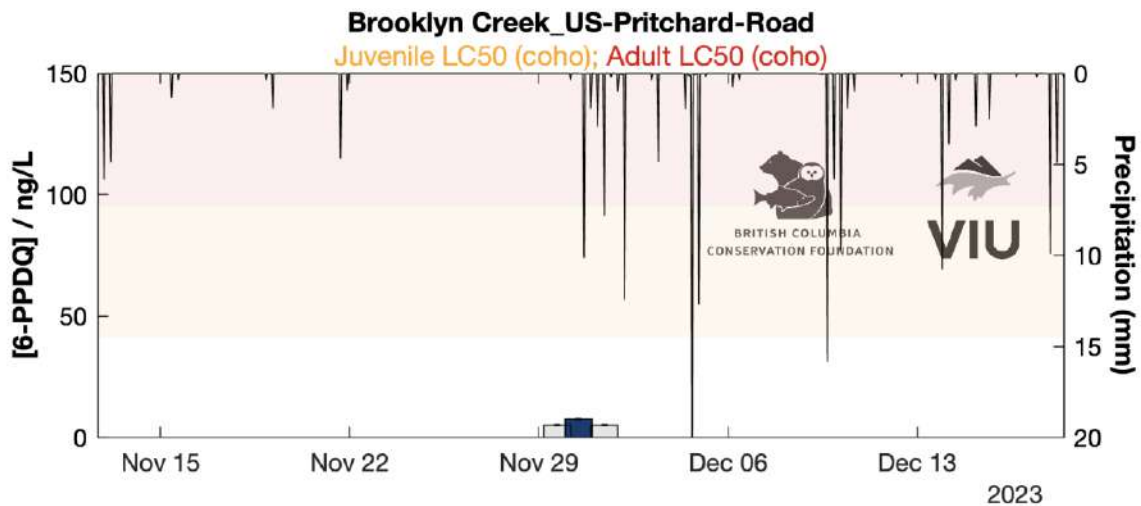 Brooklyn Creek_US-Pritchard-Road
Juvenile LC50 (coho); Adult LC50 (coho)
[6-PPDQ] / ng/L
150
100
50
0
Precipitation (mm)
0
5
10
15
20
BRITISH COLUMBIA
CONSERVATION FOUNDATION
VIU
Nov 15
Nov 22
Nov 29
Dec 06
Dec 13
2023